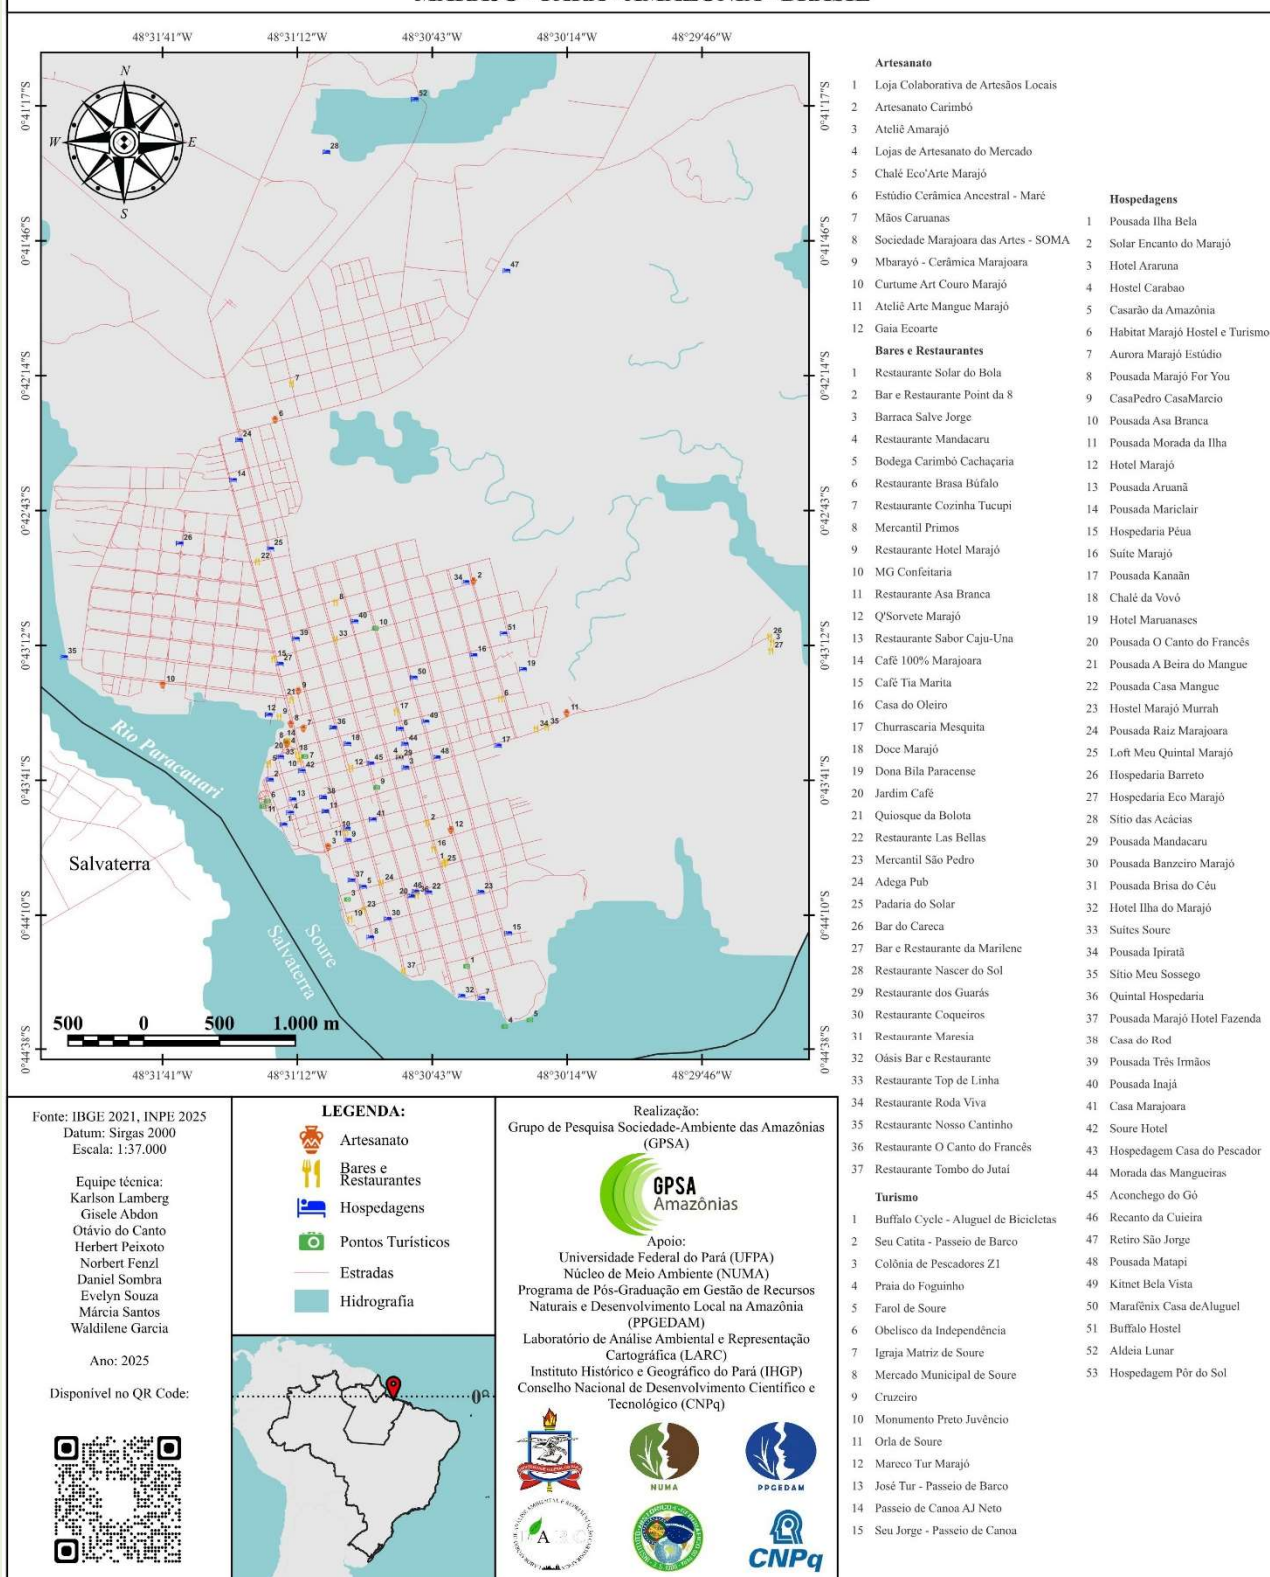 48°31'41"W 48°31'12"W 48°30'43"W 48°30'14"W 48°29'46"W
0°41'17"S
0°41'46"S
0°42'14"S
0°42'43"S
0°43'12"S
0°43'41"S
0°44'10"S
0°44'38"S
N
W E
S
Rio Paracauari
Salvaterra
Soure
Salvaterra
500 0 500 1.000 m
48°31'41"W 48°31'12"W 48°30'43"W 48°30'14"W 48°29'46"W
Artesanato
1 Loja Colaborativa de Artesãos Locais
2 Artesanato Carimbó
3 Ateliê Amarajó
4 Lojas de Artesanato do Mercado
5 Chalé Eco'Arte Marajó
6 Estúdio Cerâmica Ancestral - Maré
7 Mãos Caruanas
8 Sociedade Marajoara das Artes - SOMA
9 Mbarayó - Cerâmica Marajoara
10 Curtume Art Couro Marajó
11 Ateliê Arte Mangue Marajó
12 Gaia Ecoarte
Bares e Restaurantes
1 Restaurante Solar do Bola
2 Bar e Restaurante Point da 8
3 Barraca Salve Jorge
4 Restaurante Mandacaru
5 Bodega Carimbó Cachaçaria
6 Restaurante Brasa Búfalo
7 Restaurante Cozinha Tucupi
8 Mercantil Primos
9 Restaurante Hotel Marajó
10 MG Confeitaria
11 Restaurante Asa Branca
12 Q'Sorvete Marajó
13 Restaurante Sabor Caju-Una
14 Café 100% Marajoara
15 Café Tia Marita
16 Casa do Oleiro
17 Churrascaria Mesquita
18 Doce Marajó
19 Dona Bila Paracense
20 Jardim Café
21 Quiosque da Bolota
22 Restaurante Las Bellas
23 Mercantil São Pedro
24 Adega Pub
25 Padaria do Solar
26 Bar do Careca
27 Bar e Restaurante da Marilene
28 Restaurante Nascer do Sol
29 Restaurante dos Guarás
30 Restaurante Coqueiros
31 Restaurante Maresia
32 Oásis Bar e Restaurante
33 Restaurante Top de Linha
34 Restaurante Roda Viva
35 Restaurante Nosso Cantinho
36 Restaurante O Canto do Francês
37 Restaurante Tombo do Jutaí
Turismo
1 Buffalo Cycle - Aluguel de Bicicletas
2 Seu Catita - Passeio de Barco
3 Colônia de Pescadores Z1
4 Praia do Foguinho
5 Farol de Soure
6 Obelisco da Independência
7 Igraja Matriz de Soure
8 Mercado Municipal de Soure
9 Cruzeiro
10 Monumento Preto Juvêncio
11 Orla de Soure
12 Mareco Tur Marajó
13 José Tur - Passeio de Barco
14 Passeio de Canoa AJ Neto
15 Seu Jorge - Passeio de Canoa
Hospedagens
1 Pousada Ilha Bela
2 Solar Encanto do Marajó
3 Hotel Araruna
4 Hostel Carabao
5 Casarão da Amazônia
6 Habitat Marajó Hostel e Turismo
7 Aurora Marajó Estúdio
8 Pousada Marajó For You
9 CasaPedro CasaMarcio
10 Pousada Asa Branca
11 Pousada Morada da Ilha
12 Hotel Marajó
13 Pousada Aruanã
14 Pousada Mariclair
15 Hospedaria Péua
16 Suíte Marajó
17 Pousada Kanaãn
18 Chalé da Vovó
19 Hotel Maruanases
20 Pousada O Canto do Francês
21 Pousada A Beira do Mangue
22 Pousada Casa Mangue
23 Hostel Marajó Murrah
24 Pousada Raiz Marajoara
25 Loft Meu Quintal Marajó
26 Hospedaria Barreto
27 Hospedaria Eco Marajó
28 Sítio das Acácias
29 Pousada Mandacaru
30 Pousada Banzeiro Marajó
31 Pousada Brisa do Céu
32 Hotel Ilha do Marajó
33 Suítes Soure
34 Pousada Ipiratã
35 Sítio Meu Sossego
36 Quintal Hospedaria
37 Pousada Marajó Hotel Fazenda
38 Casa do Rod
39 Pousada Três Irmãos
40 Pousada Inajá
41 Casa Marajoara
42 Soure Hotel
43 Hospedagem Casa do Pescador
44 Morada das Mangueiras
45 Aconchego do Gó
46 Recanto da Cuieira
47 Retiro São Jorge
48 Pousada Matapi
49 Kitnet Bela Vista
50 Marafênix Casa deAluguel
51 Buffalo Hostel
52 Aldeia Lunar
53 Hospedagem Pôr do Sol
Fonte: IBGE 2021, INPE 2025
Datum: Sirgas 2000
Escala: 1:37.000
Equipe técnica:
Karlson Lamberg
Gisele Abdon
Otávio do Canto
Herbert Peixoto
Norbert Fenzl
Daniel Sombra
Evelyn Souza
Márcia Santos
Waldilene Garcia
Ano: 2025
Disponível no QR Code:
LEGENDA:
Artesanato
Bares e
Restaurantes
Hospedagens
Pontos Turísticos
Estradas
Hidrografia
0°
Realização:
Grupo de Pesquisa Sociedade-Ambiente das Amazônias
(GPSA)
GPSA
Amazônias
Apoio:
Universidade Federal do Pará (UFPA)
Núcleo de Meio Ambiente (NUMA)
Programa de Pós-Graduação em Gestão de Recursos
Naturais e Desenvolvimento Local na Amazônia
(PPGEDAM)
Laboratório de Análise Ambiental e Representação
Cartográfica (LARC)
Instituto Histórico e Geográfico do Pará (IHGP)
Conselho Nacional de Desenvolvimento Científico e
Tecnológico (CNPq)
NUMA
PPGEDAM
CNPq